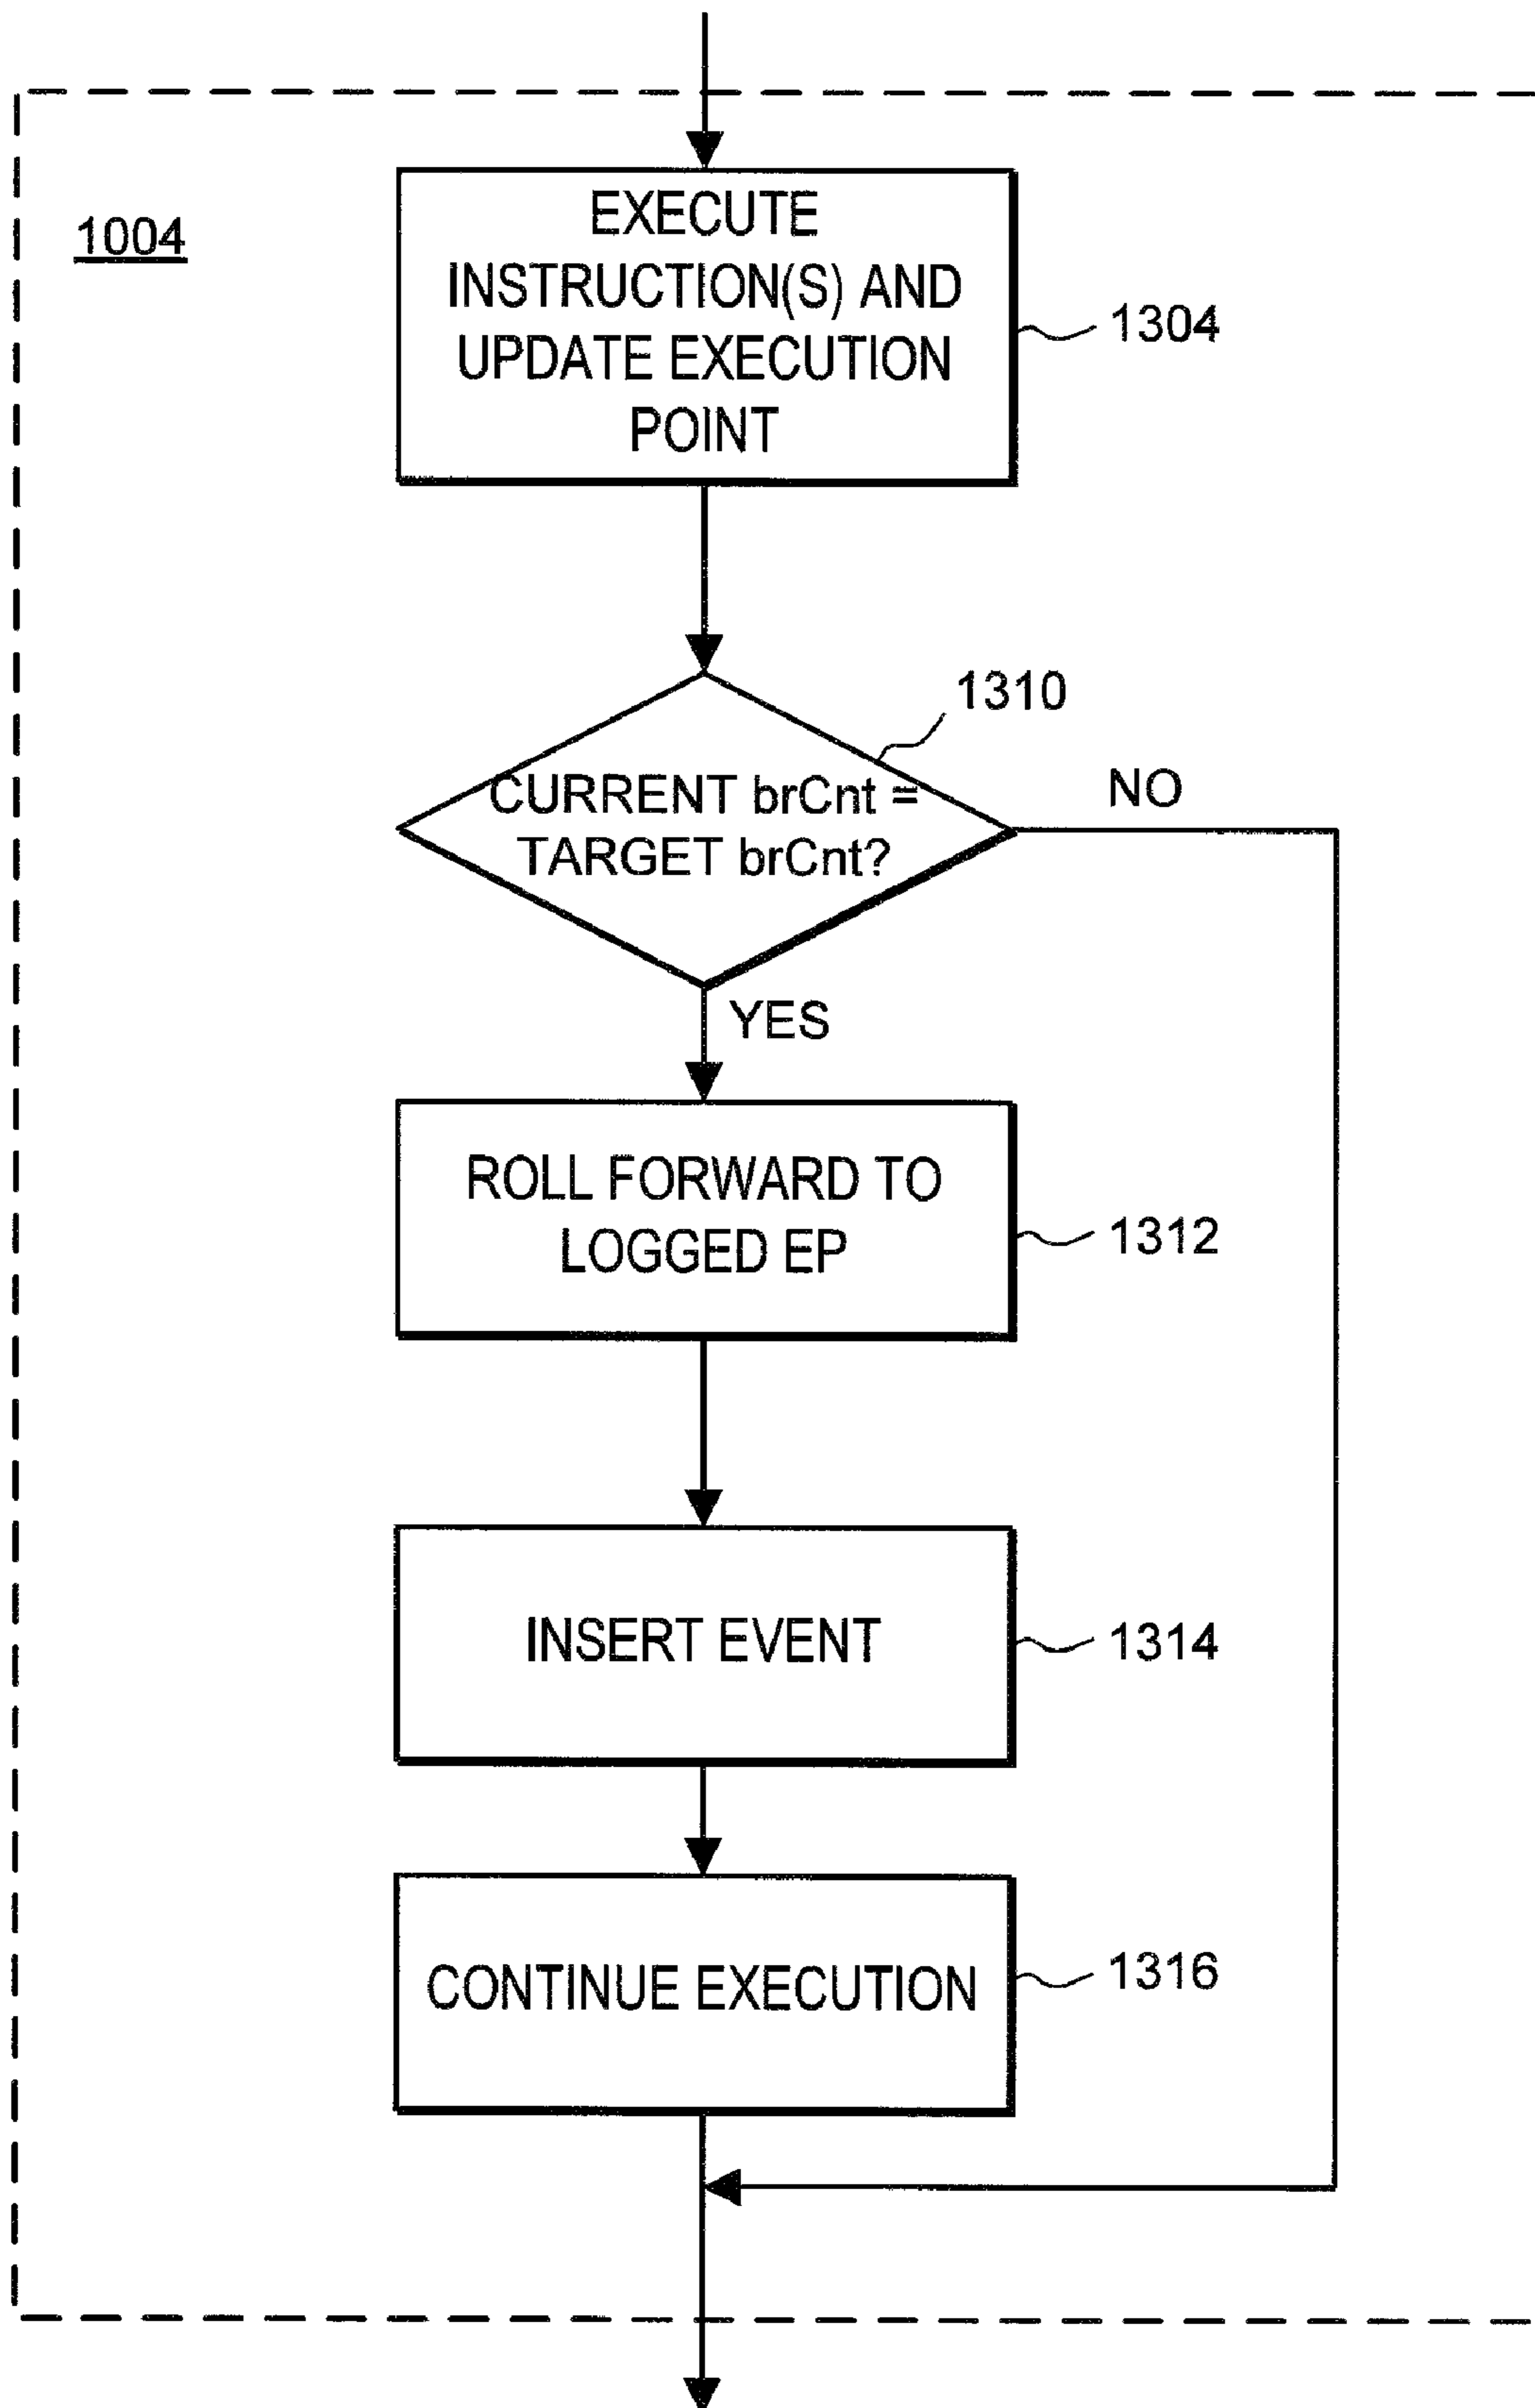 1004
EXECUTE
INSTRUCTION(S) AND
UPDATE EXECUTION
POINT
1304
1310
CURRENT brCnt =
TARGET brCnt?
NO
YES
ROLL FORWARD TO
LOGGED EP
1312
INSERT EVENT
1314
CONTINUE EXECUTION
1316